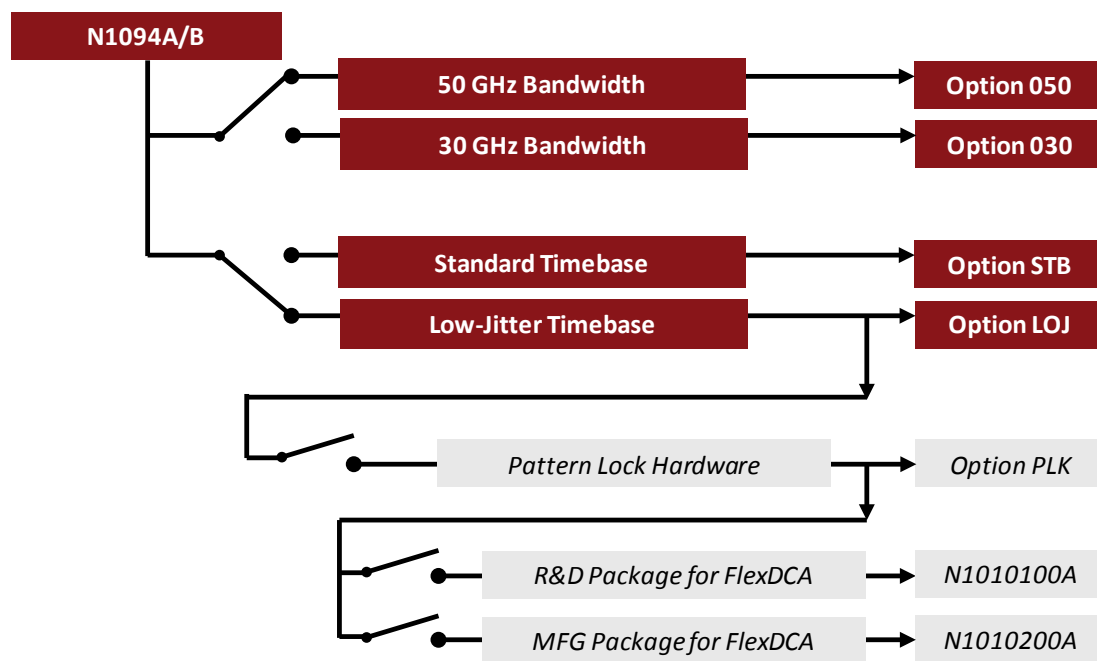 N1094A/B
50 GHz Bandwidth
Option 050
30 GHz Bandwidth
Option 030
Standard Timebase
Option STB
Low-Jitter Timebase
Option LOJ
Pattern Lock Hardware
Option PLK
R&D Package for FlexDCA
N1010100A
MFG Package for FlexDCA
N1010200A